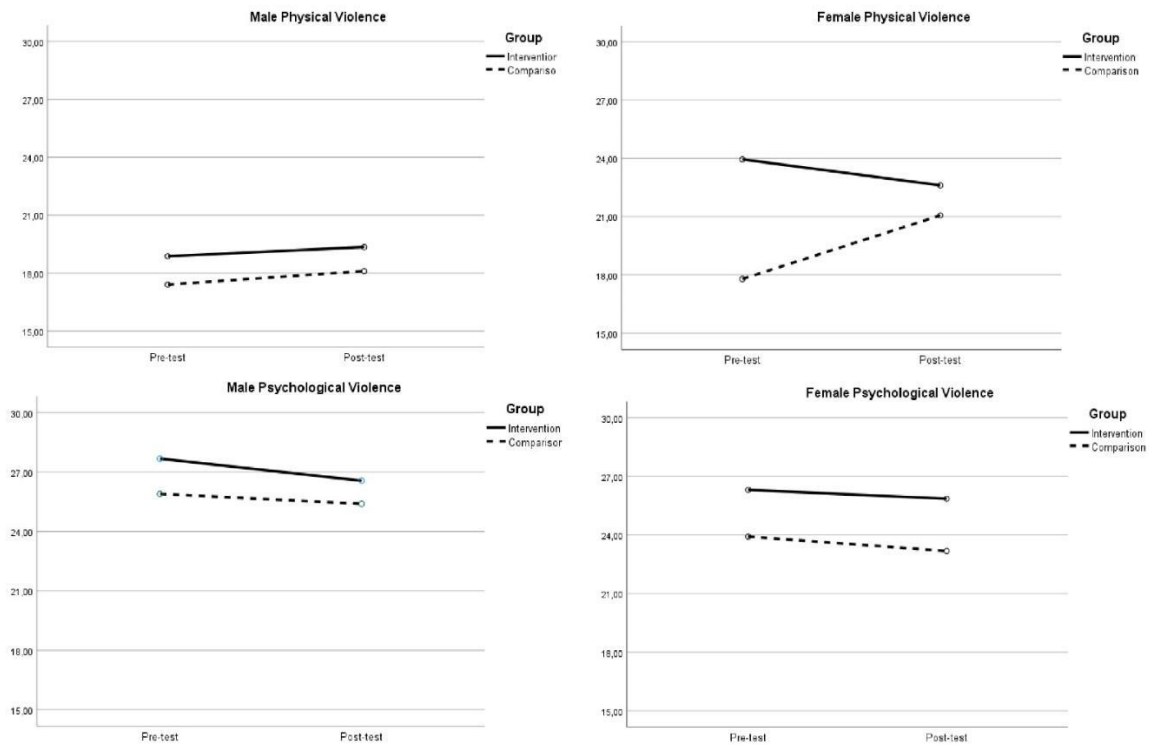 Male Physical Violence
Group
Intervention
Compariso
30,00
27,00
24,00
21,00
18,00
15,00
Pre-test
Post-test
Female Physical Violence
Group
Intervention
Comparison
30,00
27,00
24,00
21,00
18,00
15,00
Pre-test
Post-test
Male Psychological Violence
Group
Intervention
Comparisor
30,00
27,00
24,00
21,00
18,00
15,00
Pre-test
Post-test
Female Psychological Violence
Group
Intervention
Comparison
30,00
27,00
24,00
21,00
18,00
15,00
Pre-test
Post-test